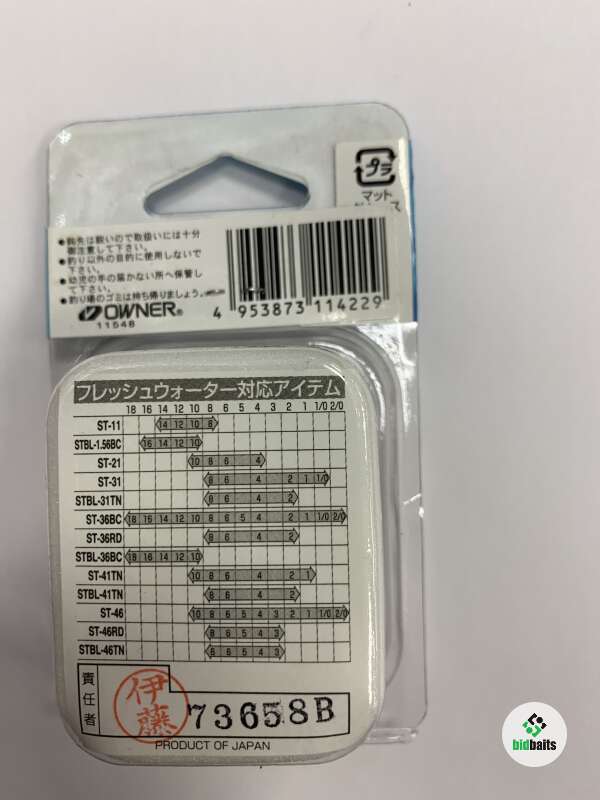 プラ
マット
●鈎先は鋭いので取扱いには十分
御注意して下さい。
●釣り以外の目的に使用しないで
下さい。
●幼児の手の届かない所へ保管し
て下さい。
●釣り場のゴミは持ち帰りましょう。
OWNER®
11548
4 953873 114229
フレッシュウォーター対応アイテム
18 16 14 12 10 8 6 5 4 3 2 1 1/0 2/0
ST-11 14 12 10 8
STBL-1.56BC 16 14 12 10
ST-21 10 8 6 4
ST-31 8 6 4 2 1 1/0
STBL-31TN 8 6 4 2
ST-36BC 18 16 14 12 10 8 6 5 4 2 1 1/0 2/0
ST-36RD 8 6 4 2
STBL-36BC 18 16 14 12 10
ST-41TN 10 8 6 4 2 1
STBL-41TN 8 6 4 2
ST-46 10 8 6 5 4 3 2 1 1/0 2/0
ST-46RD 8 6 5 4 3
STBL-46TN 8 6 5 4 3
責任者 伊藤 73658B
PRODUCT OF JAPAN
bidbaits